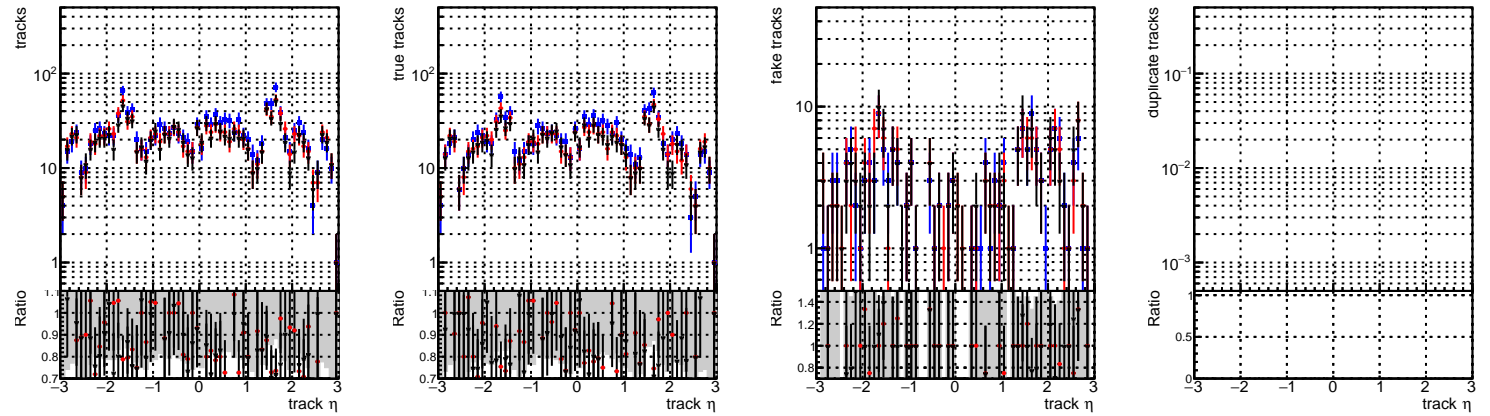 tracks
10²
10
1
Ratio
1.1
1
0.9
0.8
0.7
−3 −2 −1 0 1 2 3
track η
true tracks
10²
10
1
Ratio
1.1
1
0.9
0.8
0.7
−3 −2 −1 0 1 2 3
track η
fake tracks
10
1
Ratio
1.4
1.2
1
0.8
−3 −2 −1 0 1 2 3
track η
duplicate tracks
10⁻¹
10⁻²
10⁻³
Ratio
1
0.5
0
−3 −2 −1 0 1 2 3
track η